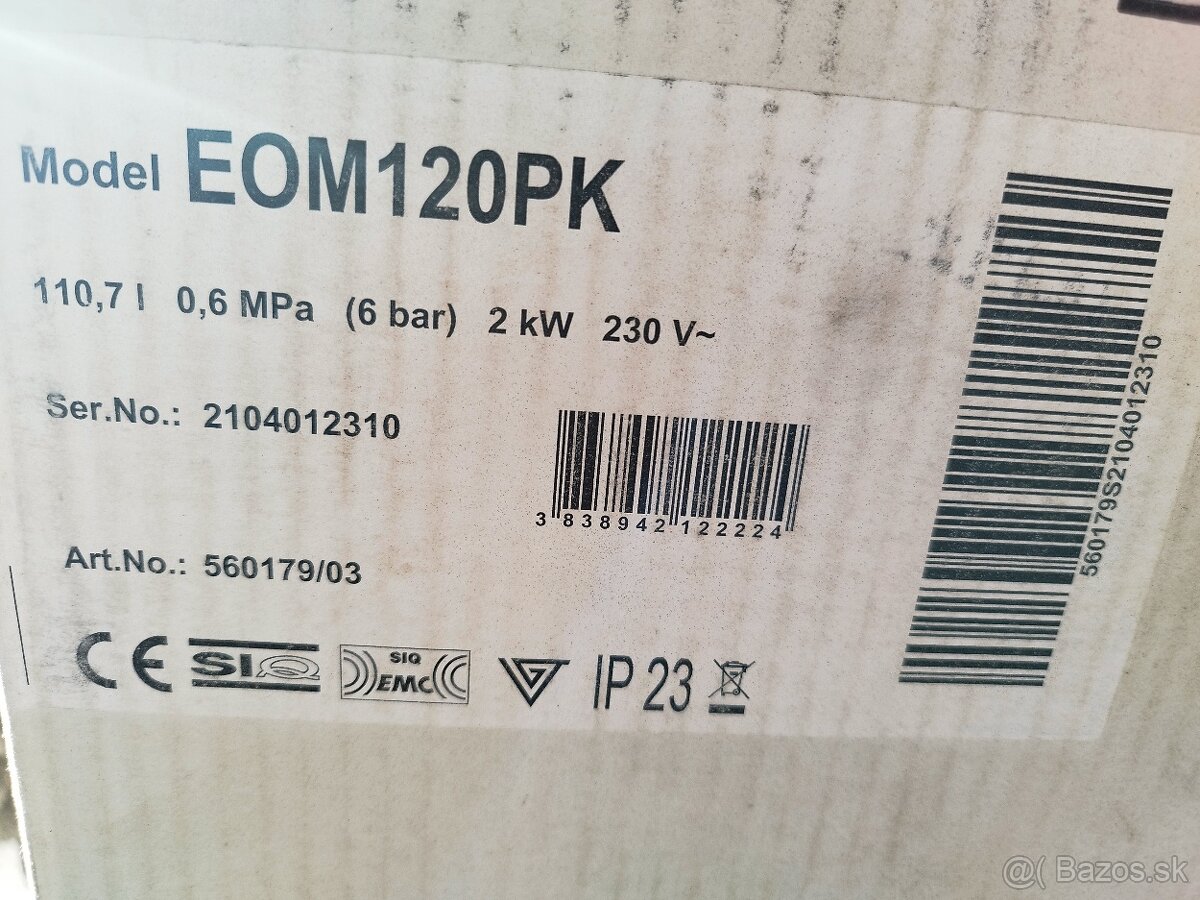 Model EOM120PK
110,7 l 0,6 MPa (6 bar) 2 kW 230 V~
Ser.No.: 2104012310
3 838942 122224
Art.No.: 560179/03
CE SIQ SIQ EMC IP 23
560179S2104012310
@( Bazos.sk